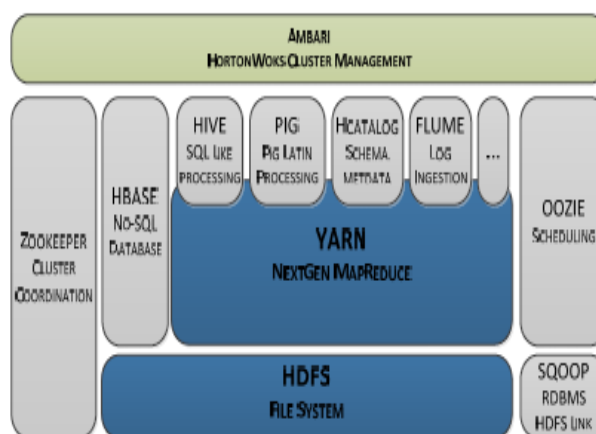 AMBARI
HORTONWOKS CLUSTER MANAGEMENT
ZOOKEEPER
CLUSTER
COORDINATION
HBASE
NO-SQL
DATABASE
HIVE
SQL LIKE
PROCESSING
PIG
PIG LATIN
PROCESSING
HCATALOG
SCHEMA
METDATA
FLUME
LOG
INGESTION
...
YARN
NEXTGEN MAPREDUCE
OOZIE
SCHEDULING
HDFS
FILE SYSTEM
SQOOP
RDBMS
HDFS LINK